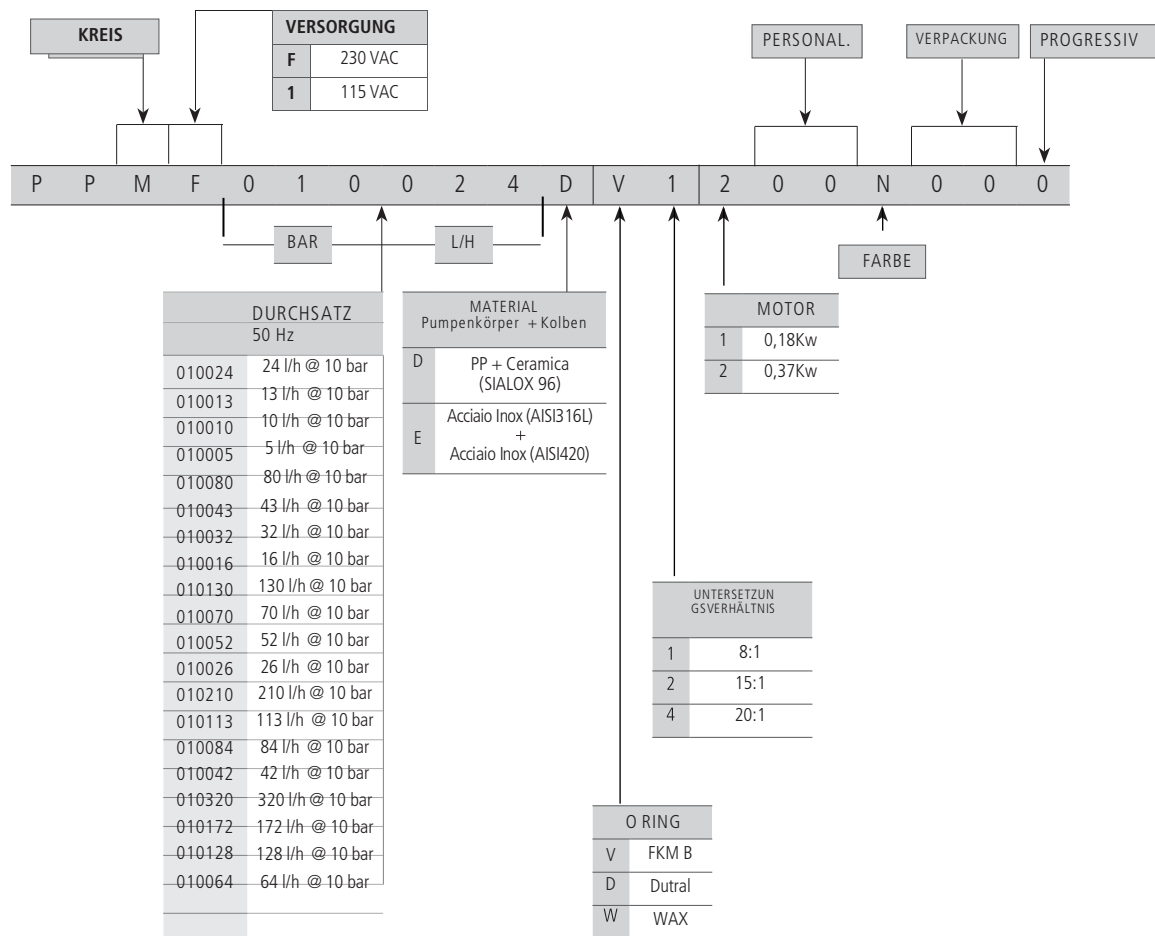 KREIS
VERSORGUNG
F 230 VAC
1 115 VAC
PERSONAL.
VERPACKUNG
PROGRESSIV
P P M F 0 1 0 0 2 4 D V 1 2 0 0 N 0 0 0
BAR
L/H
FARBE
DURCHSATZ
50 Hz
010024 24 l/h @ 10 bar
010013 13 l/h @ 10 bar
010010 10 l/h @ 10 bar
010005 5 l/h @ 10 bar
010080 80 l/h @ 10 bar
010043 43 l/h @ 10 bar
010032 32 l/h @ 10 bar
010016 16 l/h @ 10 bar
010130 130 l/h @ 10 bar
010070 70 l/h @ 10 bar
010052 52 l/h @ 10 bar
010026 26 l/h @ 10 bar
010210 210 l/h @ 10 bar
010113 113 l/h @ 10 bar
010084 84 l/h @ 10 bar
010042 42 l/h @ 10 bar
010320 320 l/h @ 10 bar
010172 172 l/h @ 10 bar
010128 128 l/h @ 10 bar
010064 64 l/h @ 10 bar
MATERIAL
Pumpenkörper + Kolben
D PP + Ceramica
(SIALOX 96)
E Acciaio Inox (AISI316L)
+
Acciaio Inox (AISI420)
MOTOR
1 0,18Kw
2 0,37Kw
UNTERSETZUN
GSVERHÄLTNIS
1 8:1
2 15:1
4 20:1
O RING
V FKM B
D Dutral
W WAX